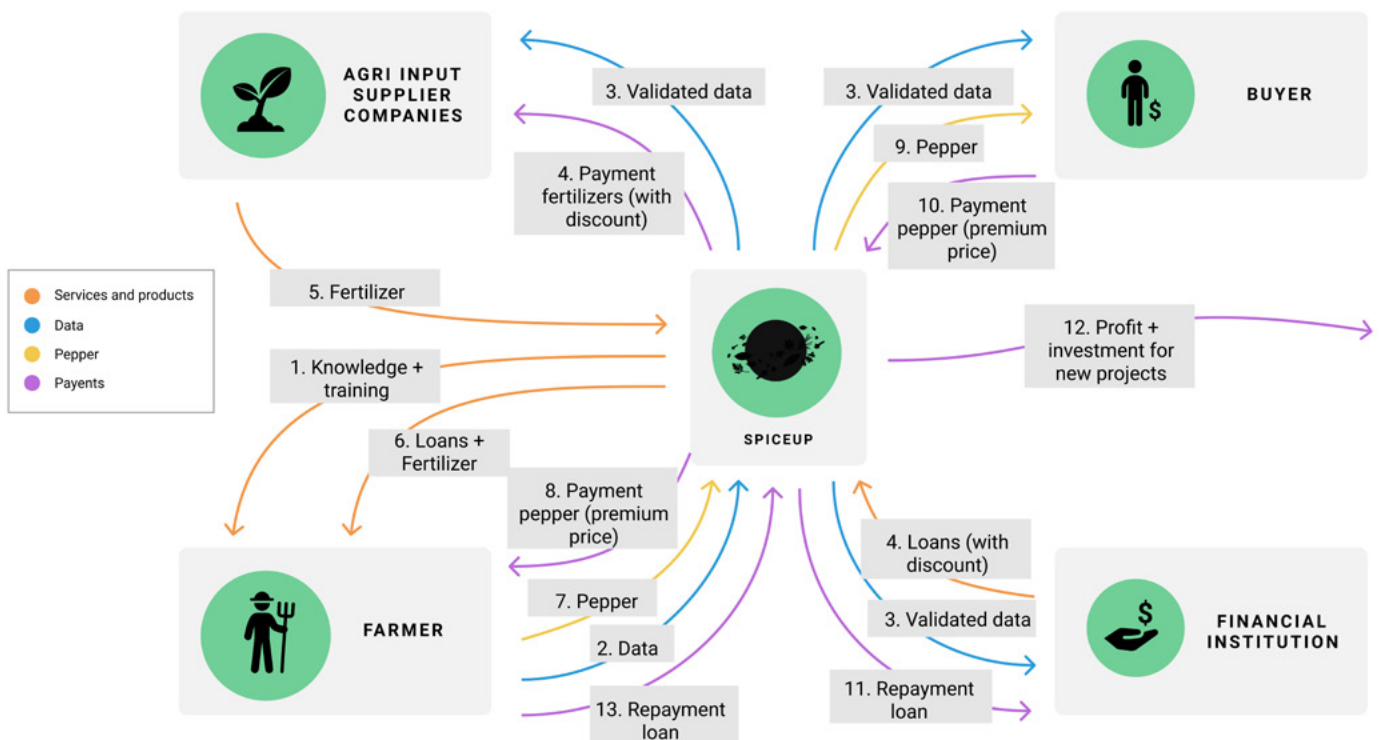 AGRI INPUT
SUPPLIER
COMPANIES
3. Validated data
4. Payment
fertilizers (with
discount)
3. Validated data
9. Pepper
10. Payment
pepper (premium
price)
BUYER
$
Services and products
Data
Pepper
Payents
5. Fertilizer
1. Knowledge +
training
6. Loans +
Fertilizer
SPICEUP
12. Profit +
investment for
new projects
8. Payment
pepper (premium
price)
7. Pepper
2. Data
13. Repayment
loan
FARMER
4. Loans (with
discount)
3. Validated data
11. Repayment
loan
$
FINANCIAL
INSTITUTION